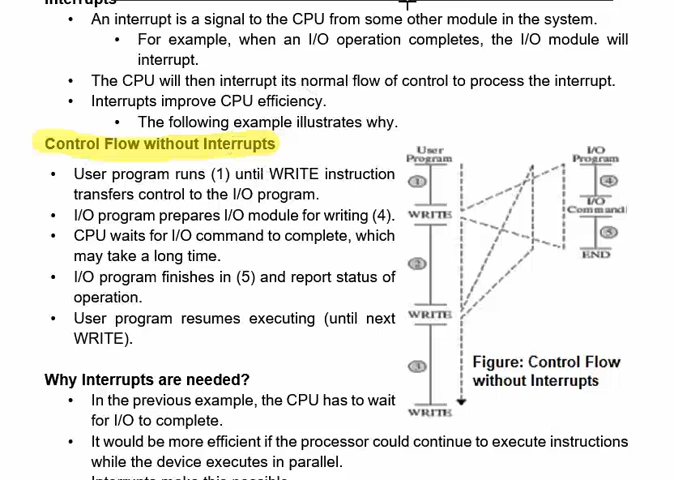 Interrupts
• An interrupt is a signal to the CPU from some other module in the system.
• For example, when an I/O operation completes, the I/O module will
interrupt.
• The CPU will then interrupt its normal flow of control to process the interrupt.
• Interrupts improve CPU efficiency.
• The following example illustrates why.
Control Flow without Interrupts
• User program runs (1) until WRITE instruction
transfers control to the I/O program.
• I/O program prepares I/O module for writing (4).
• CPU waits for I/O command to complete, which
may take a long time.
• I/O program finishes in (5) and report status of
operation.
• User program resumes executing (until next
WRITE).
User
Program
1
WRITE
2
WRITE
3
WRITE
I/O
Program
4
I/O
Command
5
END
Figure: Control Flow
without Interrupts
Why Interrupts are needed?
• In the previous example, the CPU has to wait
for I/O to complete.
• It would be more efficient if the processor could continue to execute instructions
while the device executes in parallel.
• Interrupts make this possible.